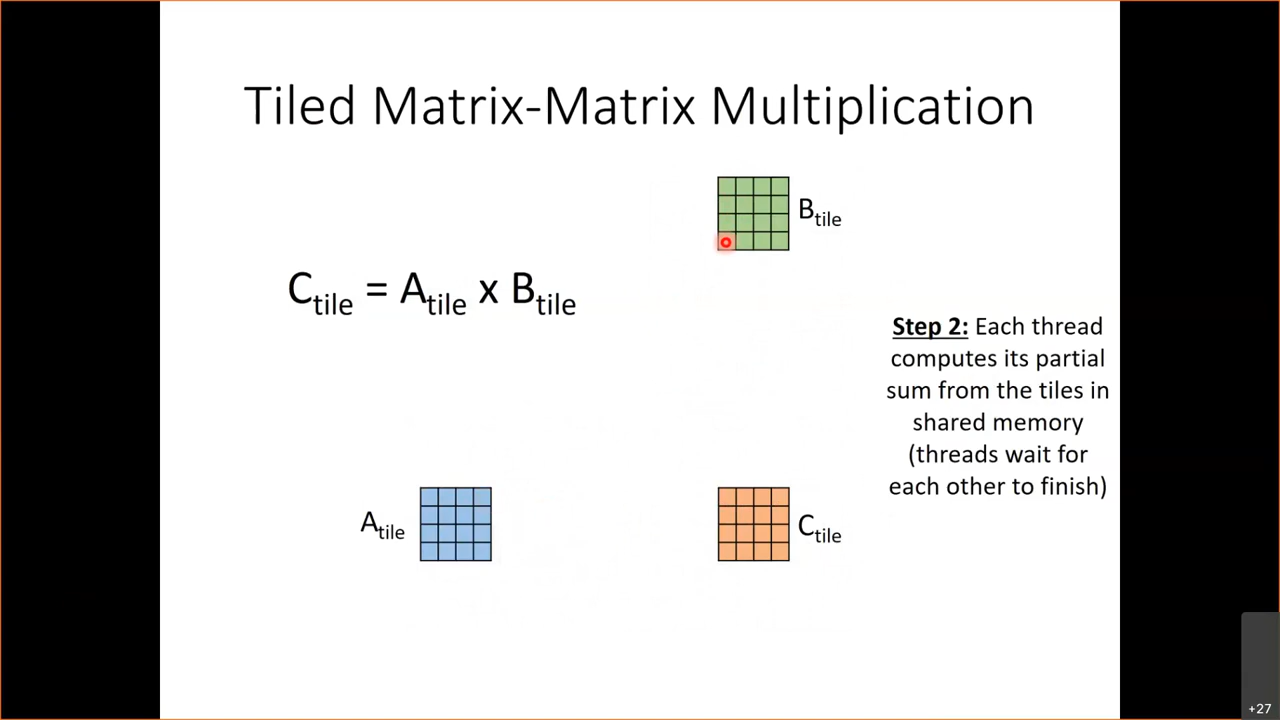 Tiled Matrix-Matrix Multiplication
Btile
Ctile = Atile x Btile
Step 2: Each thread
computes its partial
sum from the tiles in
shared memory
(threads wait for
each other to finish)
Atile
Ctile
+27